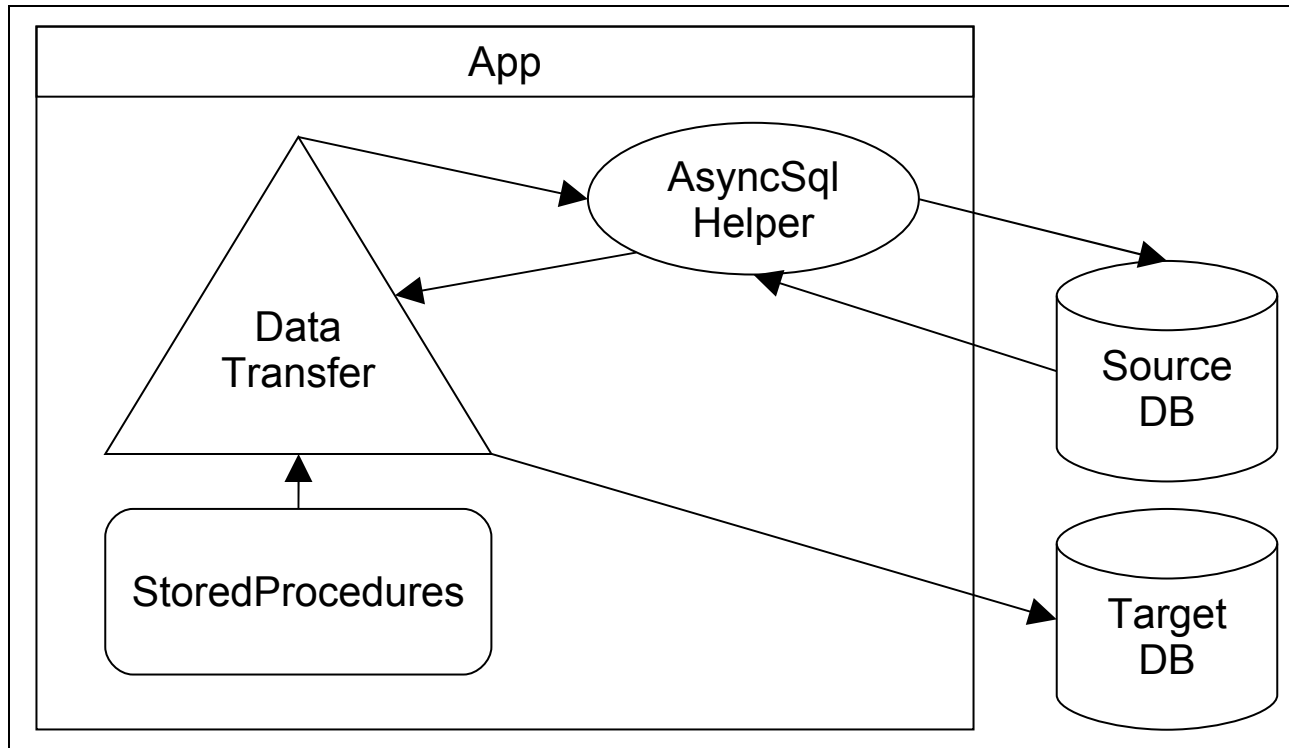 App
AsyncSql
Helper
Data
Transfer
Source
DB
StoredProcedures
Target
DB